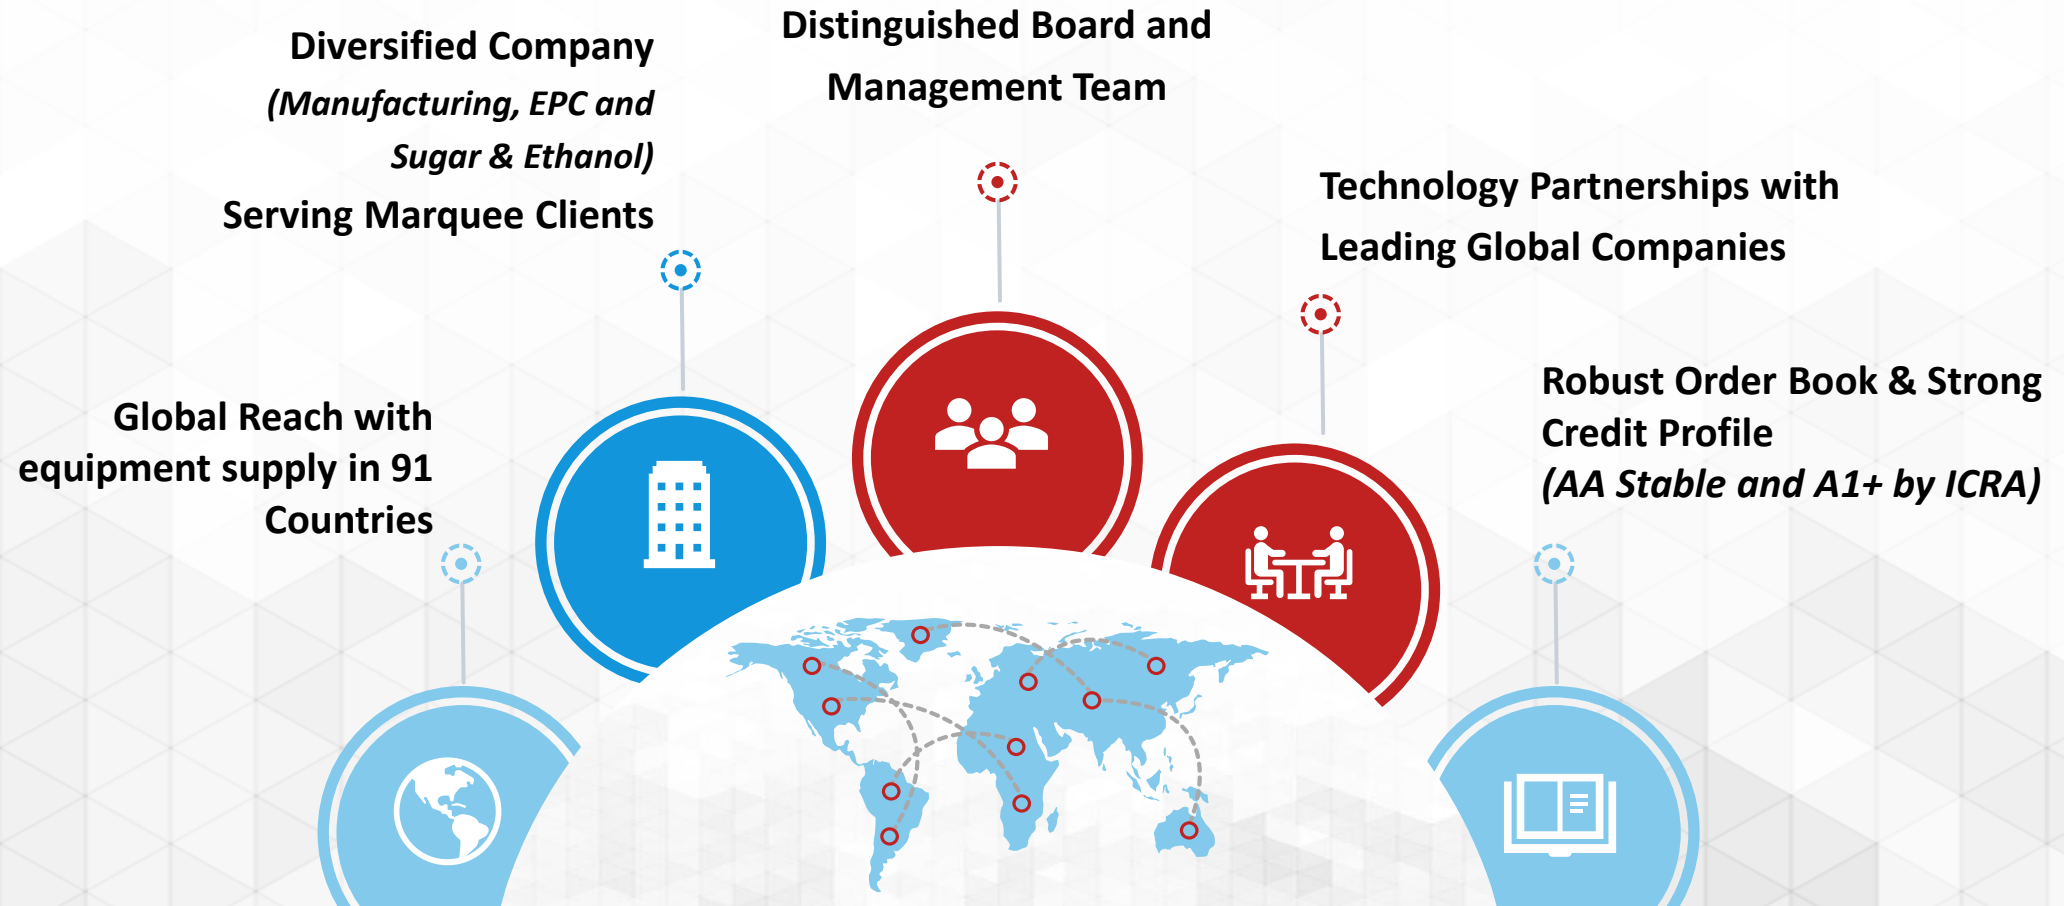 Diversified Company
(Manufacturing, EPC and
Sugar & Ethanol)
Serving Marquee Clients
Distinguished Board and
Management Team
Technology Partnerships with
Leading Global Companies
Global Reach with
equipment supply in 91
Countries
Robust Order Book & Strong
Credit Profile
(AA Stable and A1+ by ICRA)